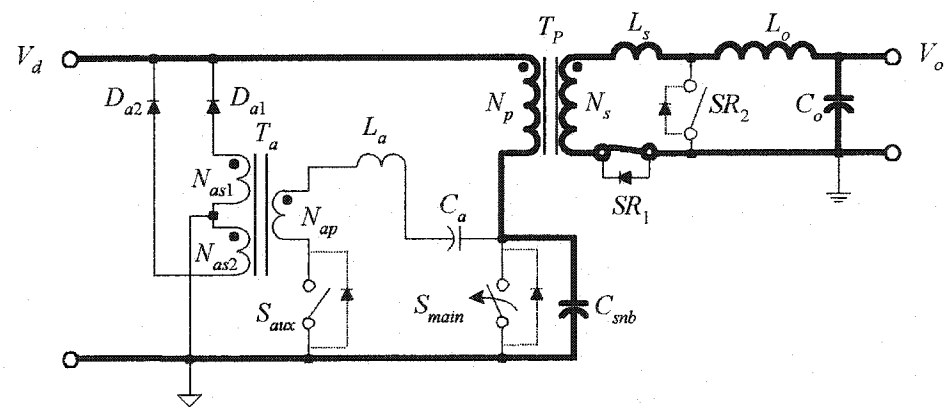 T_P
L_s
L_o
V_d
V_o
D_a2
D_a1
N_p
N_s
SR_2
C_o
T_a
L_a
N_as1
N_ap
C_a
SR_1
N_as2
S_aux
S_main
C_snb